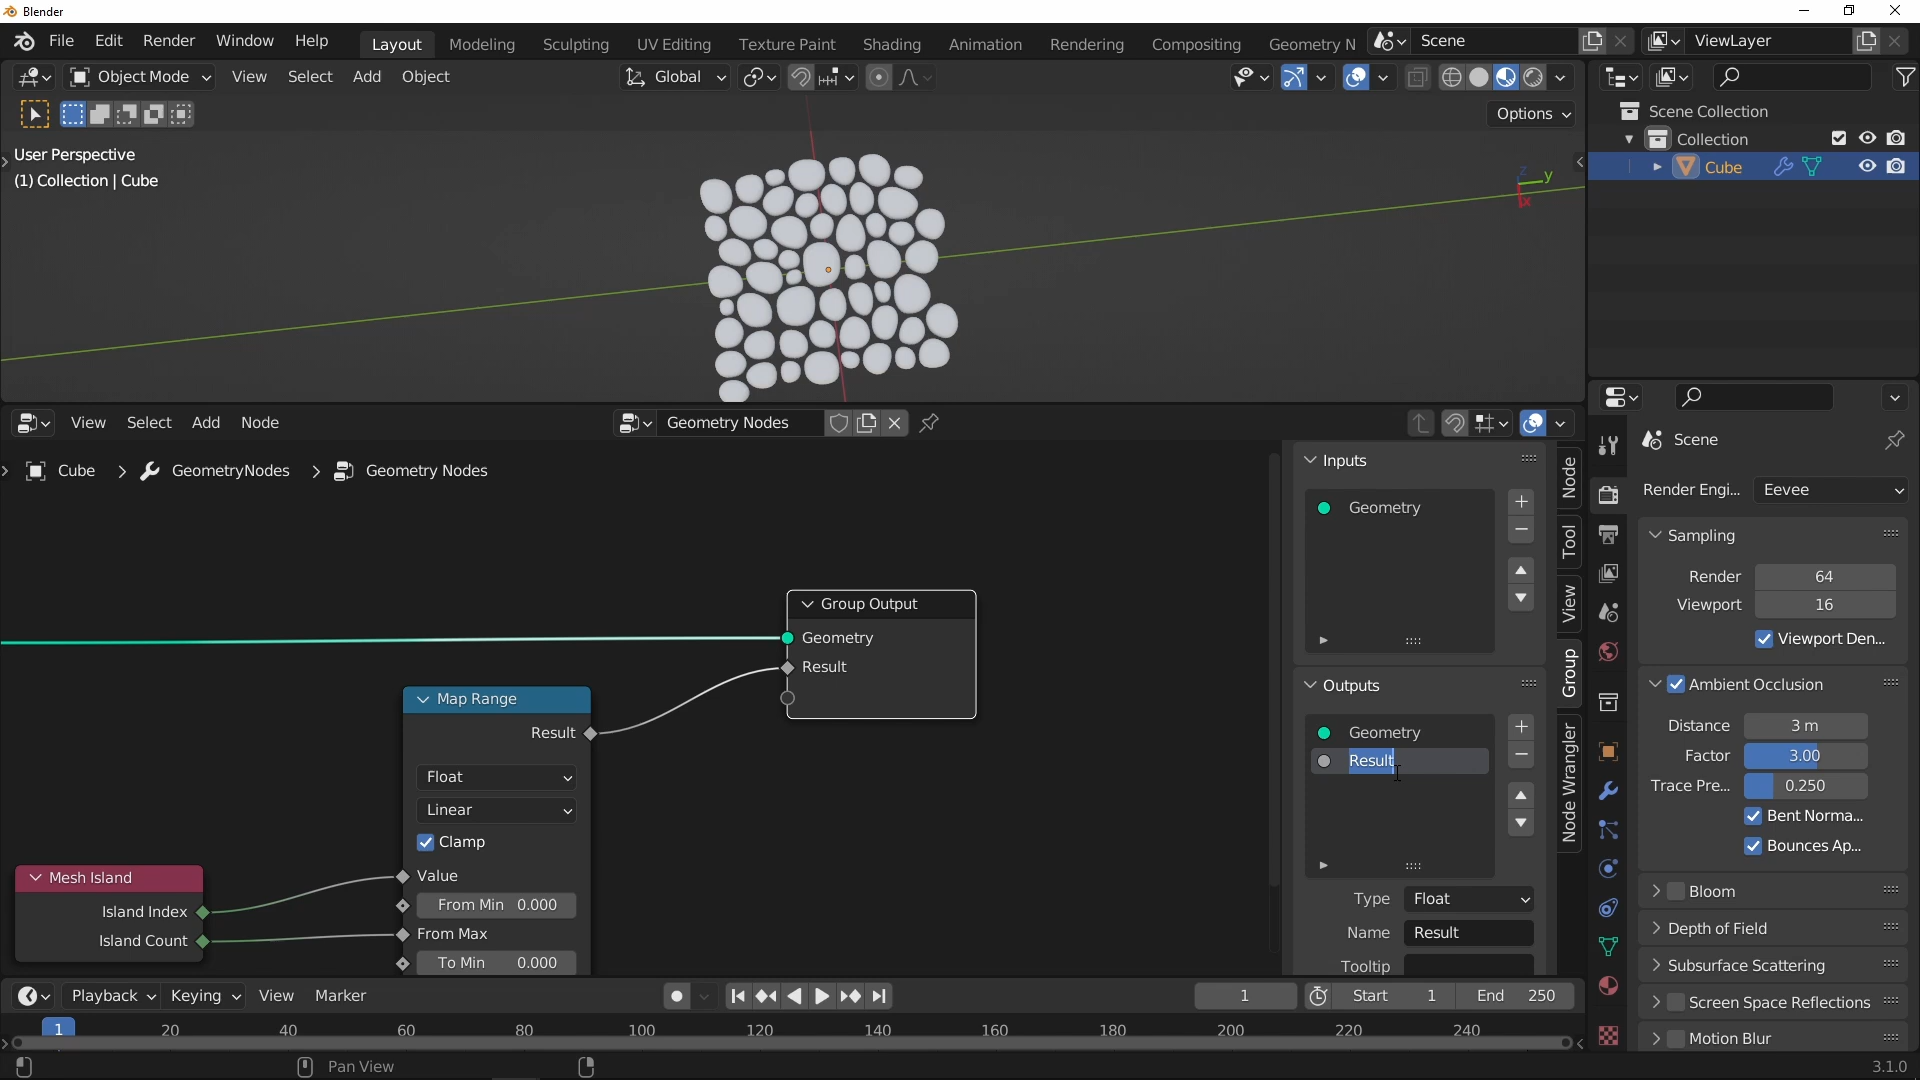 Blender
File Edit Render Window Help Layout Modeling Sculpting UV Editing Texture Paint Shading Animation Rendering Compositing Geometry N Scene ViewLayer
Object Mode View Select Add Object Global
Options
User Perspective
(1) Collection | Cube
z
y
x
Scene Collection
Collection
Cube
View Select Add Node Geometry Nodes
Cube > GeometryNodes > Geometry Nodes
Group Output
Geometry
Result
Map Range
Result
Float
Linear
Clamp
Value
From Min 0.000
From Max
To Min 0.000
Mesh Island
Island Index
Island Count
Inputs
Geometry
Outputs
Geometry
Result
Type Float
Name Result
Tooltip
Node
Tool
View
Group
Node Wrangler
Scene
Render Engi... Eevee
Sampling
Render 64
Viewport 16
Viewport Den...
Ambient Occlusion
Distance 3 m
Factor 3.00
Trace Pre... 0.250
Bent Norma...
Bounces Ap...
Bloom
Depth of Field
Subsurface Scattering
Screen Space Reflections
Motion Blur
Playback Keying View Marker 1 Start 1 End 250
1 20 40 60 80 100 120 140 160 180 200 220 240
Pan View 3.1.0